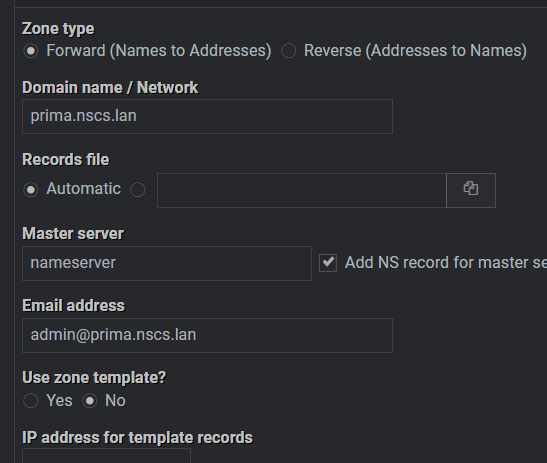 Zone type
Forward (Names to Addresses) Reverse (Addresses to Names)
Domain name / Network
prima.nscs.lan
Records file
Automatic
Master server
nameserver Add NS record for master se
Email address
admin@prima.nscs.lan
Use zone template?
Yes No
IP address for template records